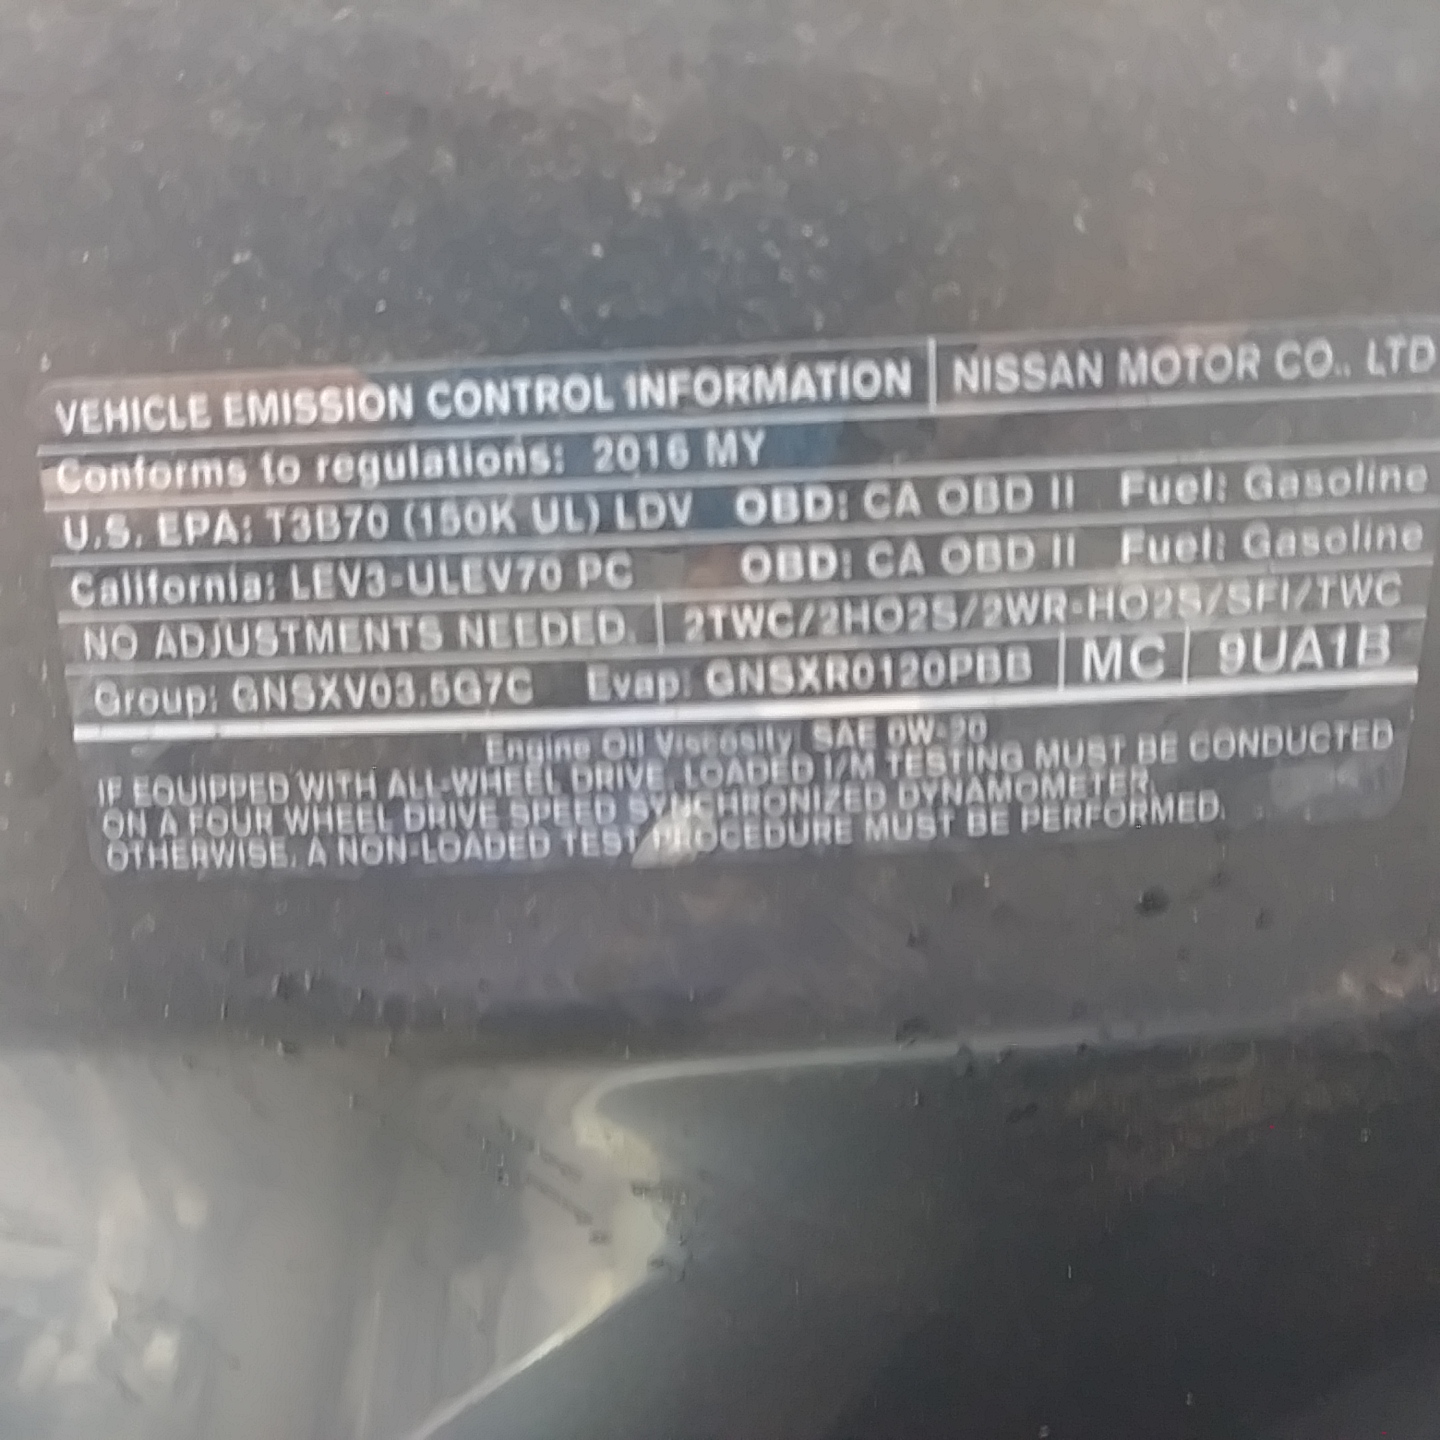 VEHICLE EMISSION CONTROL INFORMATION NISSAN MOTOR CO., LTD
Conforms to regulations: 2016 MY
U.S. EPA: T3B70 (150K UL) LDV OBD: CA OBD II Fuel: Gasoline
California: LEV3-ULEV70 PC OBD: CA OBD II Fuel: Gasoline
NO ADJUSTMENTS NEEDED. 2TWC/2HO2S/2WR-HO2S/SFI/TWC
Group: GNSXV03.5G7C Evap: GNSXR0120PBB MC 9UA1B
Engine Oil Viscosity SAE 0W-20
IF EQUIPPED WITH ALL-WHEEL DRIVE, LOADED I/M TESTING MUST BE CONDUCTED
ON A FOUR WHEEL DRIVE SPEED SYNCHRONIZED DYNAMOMETER.
OTHERWISE, A NON-LOADED TEST PROCEDURE MUST BE PERFORMED.